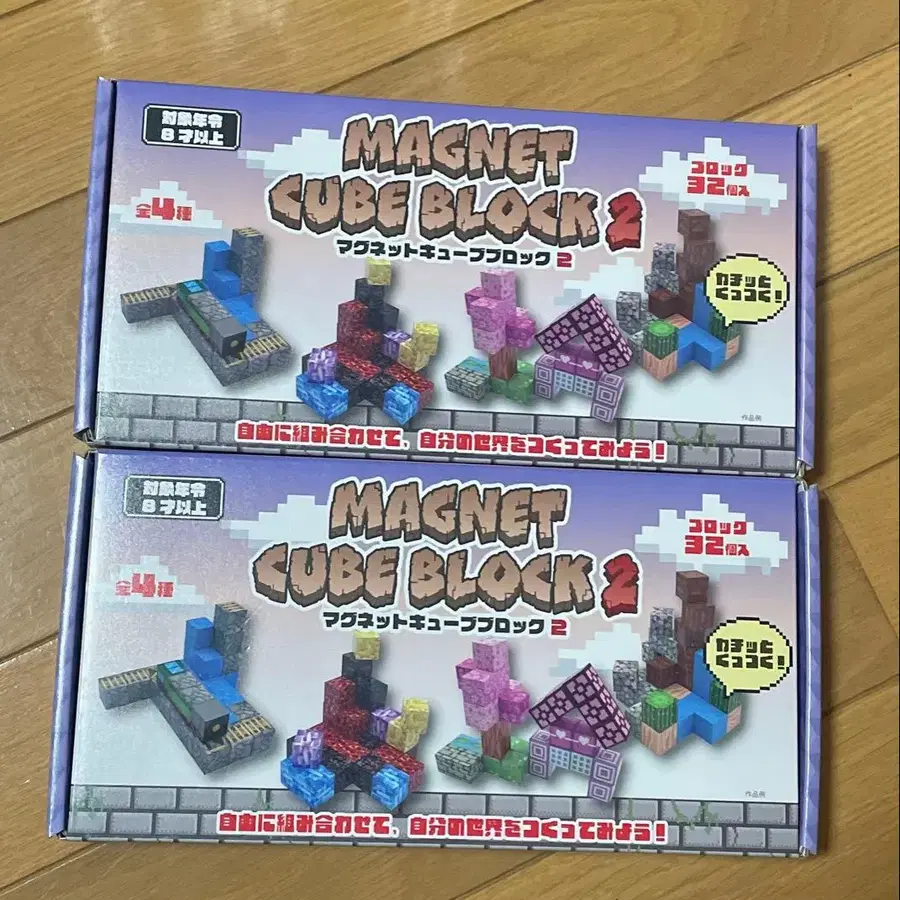 対象年令
8才以上
MAGNET
CUBE BLOCK 2
マグネットキューブブロック2
ブロック
32個入
全4種
カチッと
くっつく!
作品例
自由に組み合わせて、自分の世界をつくってみよう!
対象年令
8才以上
MAGNET
CUBE BLOCK 2
マグネットキューブブロック2
ブロック
32個入
全4種
カチッと
くっつく!
作品例
自由に組み合わせて、自分の世界をつくってみよう!